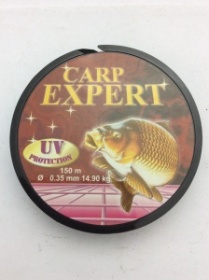 CARP
EXPERT
UV
PROTECTION
150 m
Ø 0.35 mm 14.90 kg